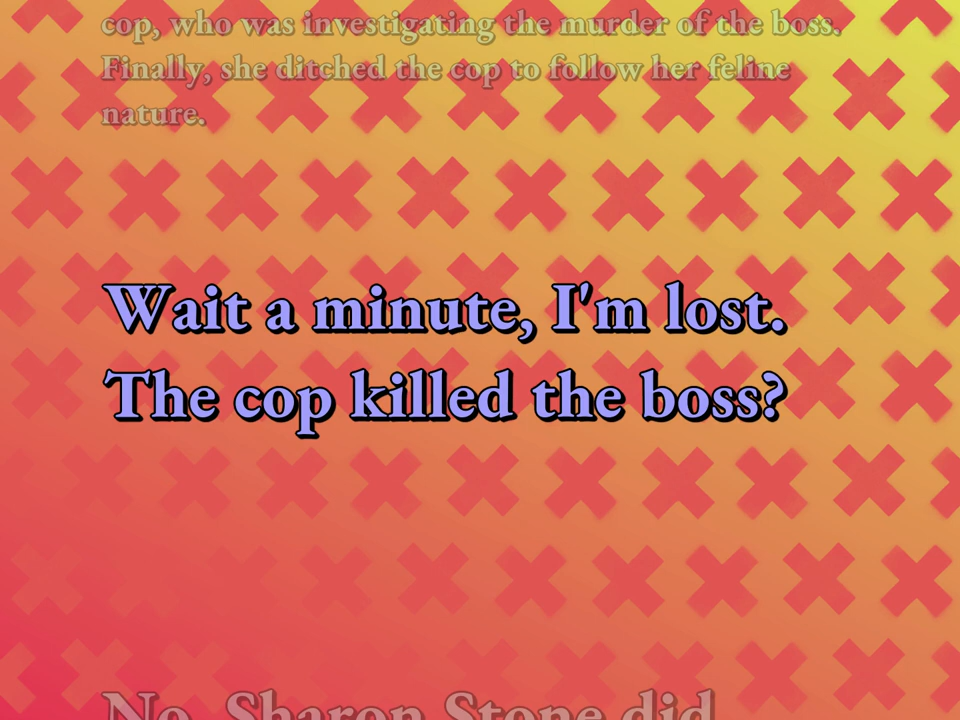 cop, who was investigating the murder of the boss.
Finally, she ditched the cop to follow her feline
nature.
Wait a minute, I'm lost.
The cop killed the boss?
No, Sharon Stone did